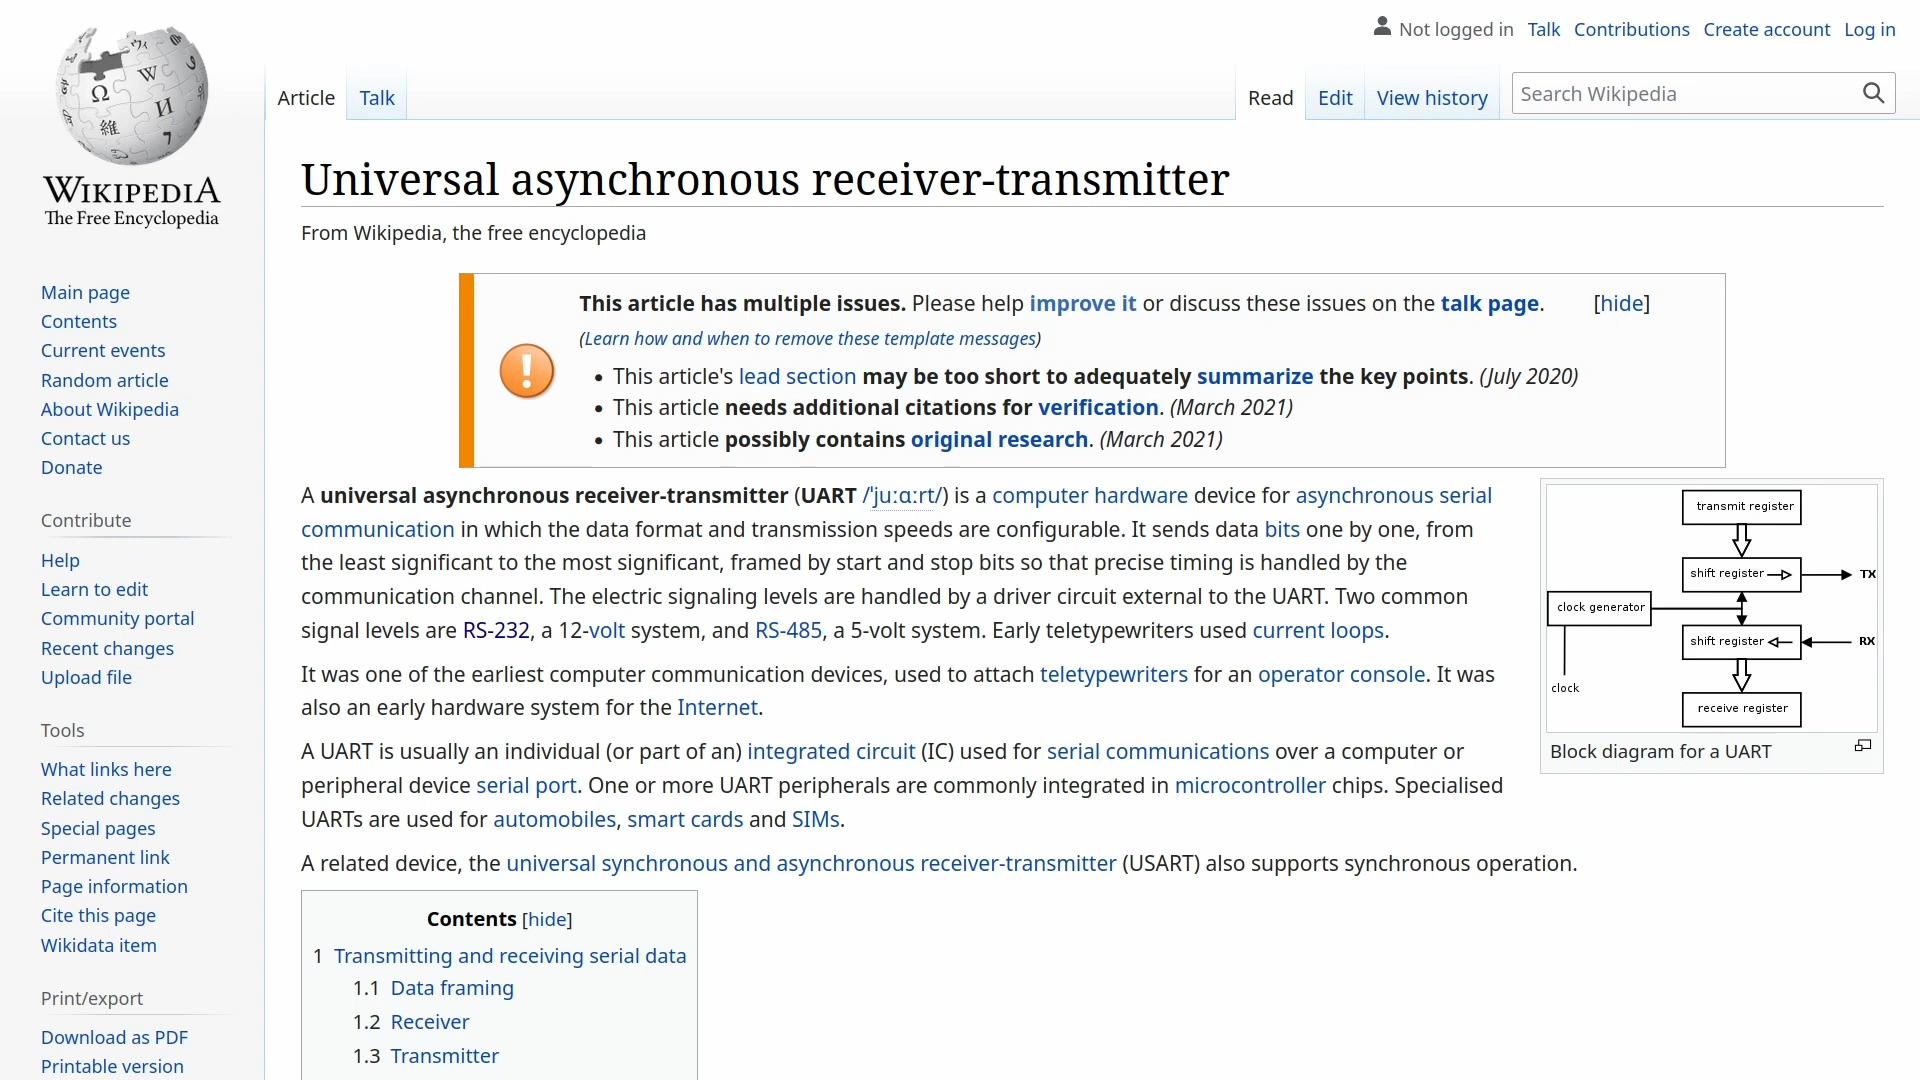 Not logged in Talk Contributions Create account Log in
Article Talk Read Edit View history Search Wikipedia
WIKIPEDIA
The Free Encyclopedia
Main page
Contents
Current events
Random article
About Wikipedia
Contact us
Donate
Contribute
Help
Learn to edit
Community portal
Recent changes
Upload file
Tools
What links here
Related changes
Special pages
Permanent link
Page information
Cite this page
Wikidata item
Print/export
Download as PDF
Printable version
Universal asynchronous receiver-transmitter
From Wikipedia, the free encyclopedia
This article has multiple issues. Please help improve it or discuss these issues on the talk page. [hide]
(Learn how and when to remove these template messages)
• This article's lead section may be too short to adequately summarize the key points. (July 2020)
• This article needs additional citations for verification. (March 2021)
• This article possibly contains original research. (March 2021)
A universal asynchronous receiver-transmitter (UART /ˈjuːɑːrt/) is a computer hardware device for asynchronous serial
communication in which the data format and transmission speeds are configurable. It sends data bits one by one, from
the least significant to the most significant, framed by start and stop bits so that precise timing is handled by the
communication channel. The electric signaling levels are handled by a driver circuit external to the UART. Two common
signal levels are RS-232, a 12-volt system, and RS-485, a 5-volt system. Early teletypewriters used current loops.
It was one of the earliest computer communication devices, used to attach teletypewriters for an operator console. It was
also an early hardware system for the Internet.
A UART is usually an individual (or part of an) integrated circuit (IC) used for serial communications over a computer or
peripheral device serial port. One or more UART peripherals are commonly integrated in microcontroller chips. Specialised
UARTs are used for automobiles, smart cards and SIMs.
A related device, the universal synchronous and asynchronous receiver-transmitter (USART) also supports synchronous operation.
transmit register
shift register TX
clock generator
shift register RX
clock
receive register
Block diagram for a UART
Contents [hide]
1 Transmitting and receiving serial data
1.1 Data framing
1.2 Receiver
1.3 Transmitter